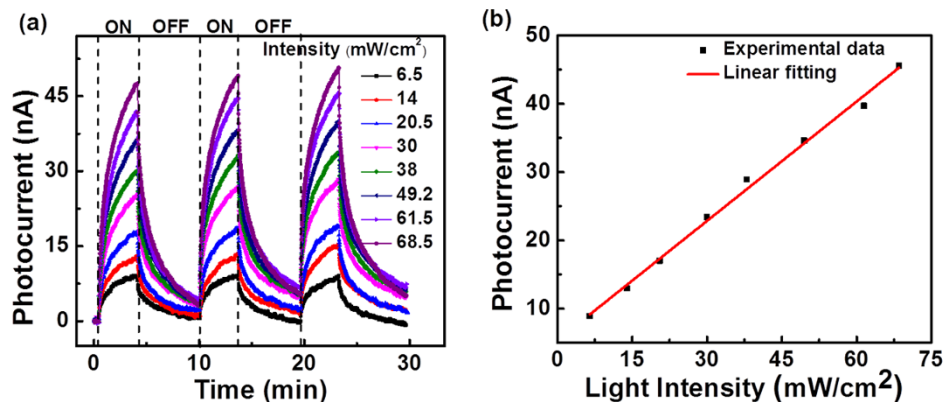 (a)
ON OFF ON OFF
Intensity (mW/cm2)
6.5
14
20.5
30
38
49.2
61.5
68.5
45
30
15
0
Photocurrent (nA)
0 10 20 30
Time (min)
(b)
Experimental data
Linear fitting
50
40
30
20
10
Photocurrent (nA)
0 15 30 45 60 75
Light Intensity (mW/cm2)